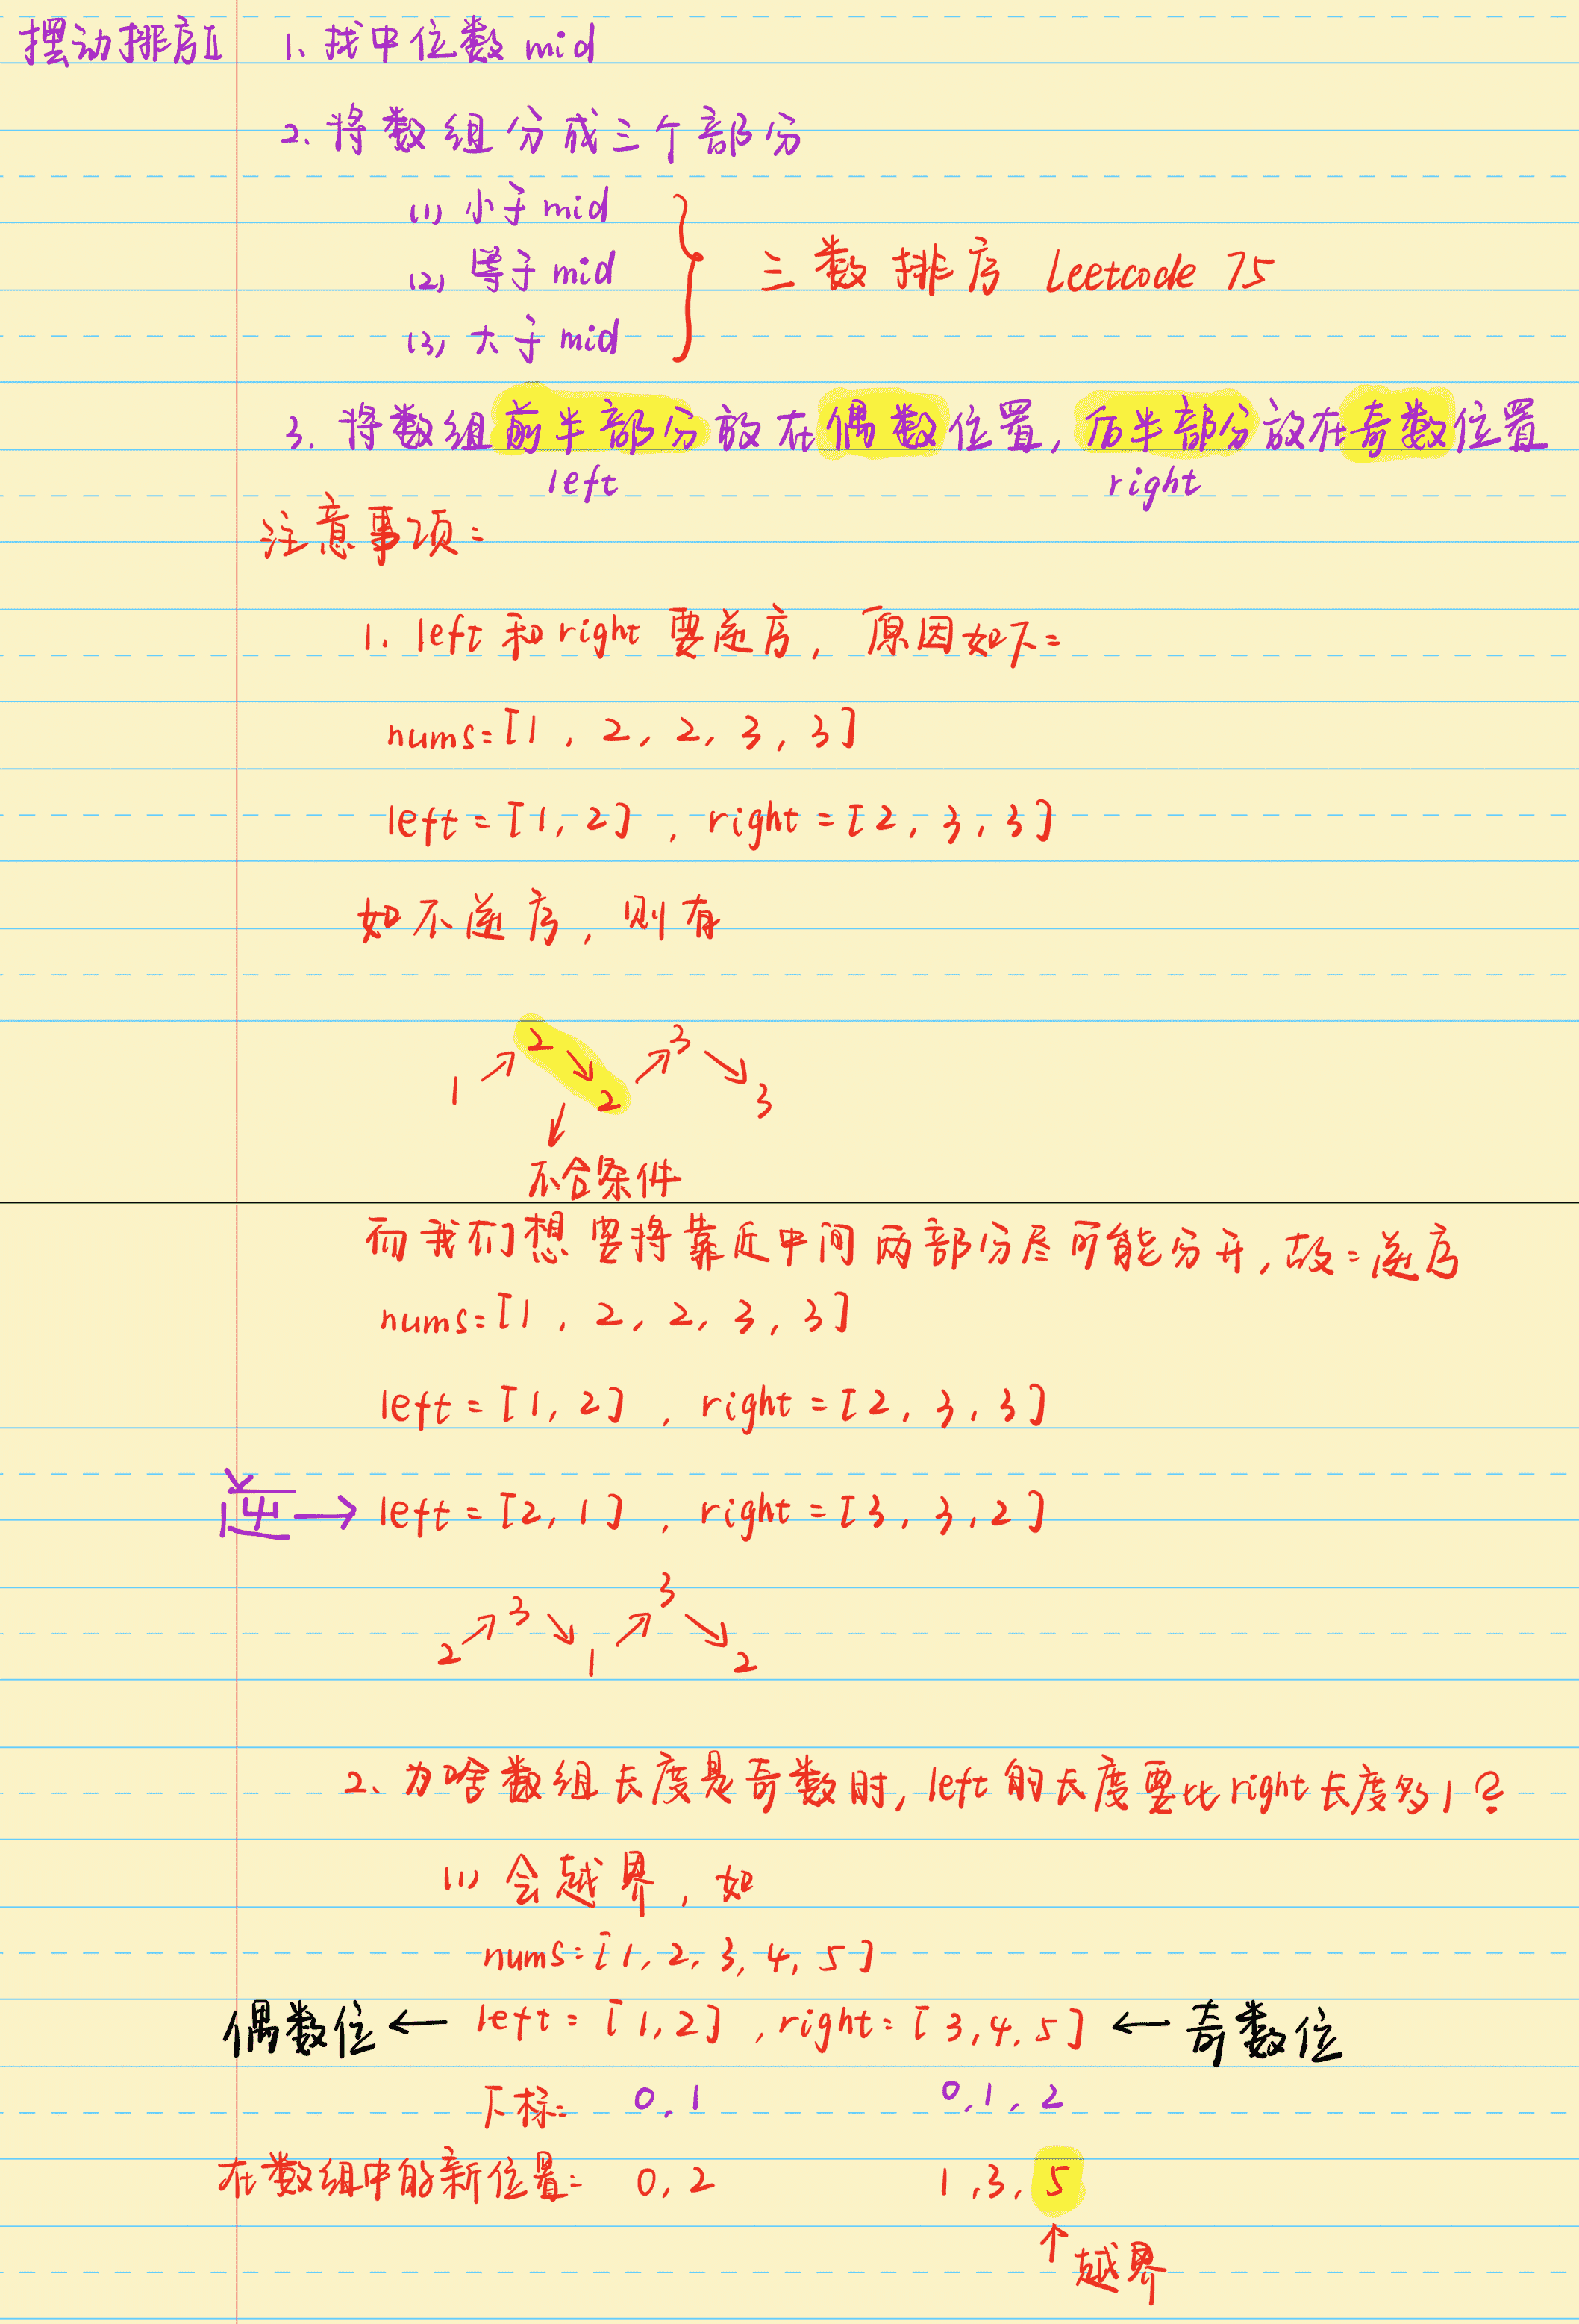 摆动排序II 1. 找中位数 mid
2. 将数组分成三个部分
(1) 小于 mid
(2) 等于 mid
(3) 大于 mid
三数排序 Leetcode 75
3. 将数组前半部分放在偶数位置, 后半部分放在奇数位置
left right
注意事项:
1. left 和 right 要逆序, 原因如下:
nums=[1, 2, 2, 3, 3]
left = [1, 2] , right = [2, 3, 3]
如不逆序, 则有
1 ↗ 2 ↘ 2 ↗ 3 ↘ 3
↓
不合条件
而我们想要将靠近中间两部分尽可能分开, 故: 逆序
nums=[1, 2, 2, 3, 3]
left = [1, 2] , right = [2, 3, 3]
逆 → left = [2, 1] , right = [3, 3, 2]
2 ↗ 3 ↘ 1 ↗ 3 ↘ 2
2. 为啥数组长度是奇数时, left 的长度要比 right 长度多 1 ?
(1) 会越界, 如
nums=[1, 2, 3, 4, 5]
偶数位 ← left = [1, 2] , right = [3, 4, 5] ← 奇数位
下标: 0, 1 0, 1, 2
在数组中的新位置: 0, 2 1, 3, 5
↑ 越界